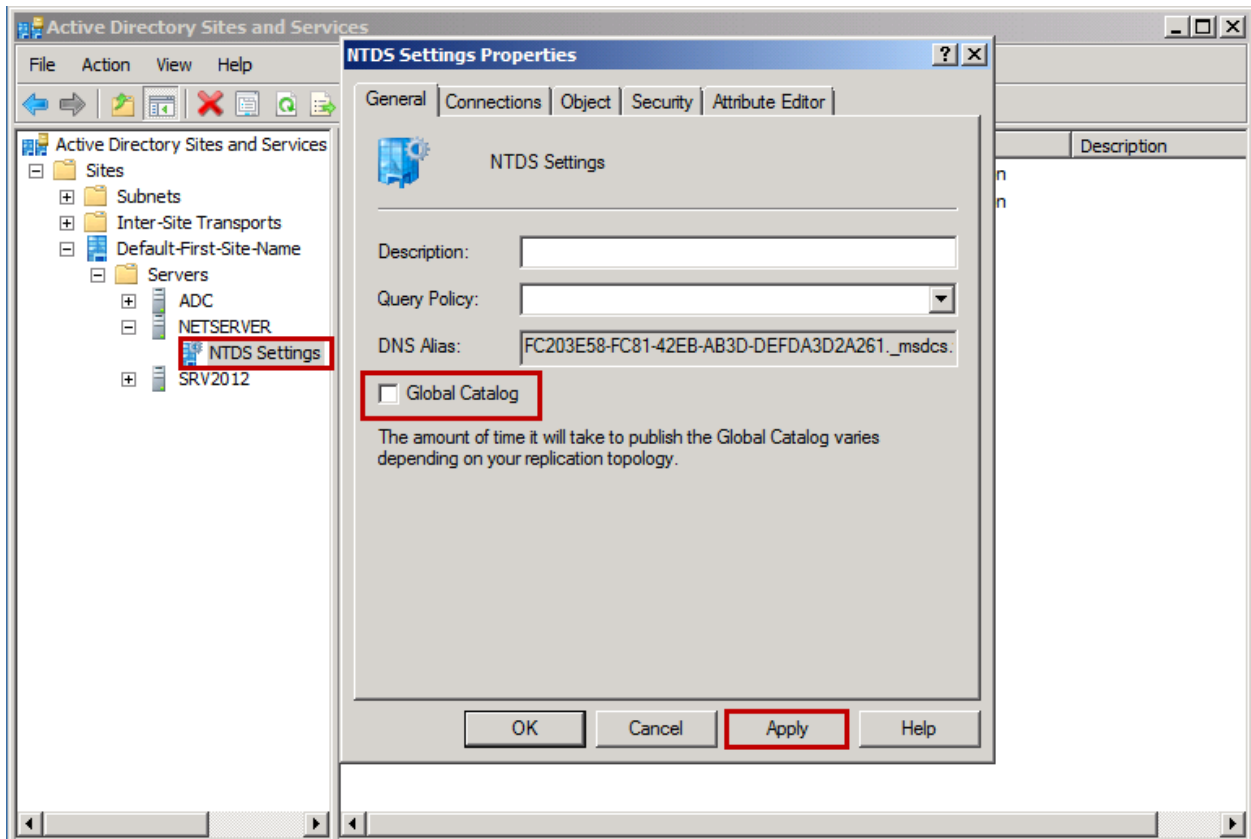 Active Directory Sites and Services
File Action View Help
NTDS Settings Properties
General Connections Object Security Attribute Editor
NTDS Settings
Description:
Query Policy:
DNS Alias: FC203E58-FC81-42EB-AB3D-DEFDA3D2A261._msdcs.
Global Catalog
The amount of time it will take to publish the Global Catalog varies
depending on your replication topology.
OK Cancel Apply Help
Active Directory Sites and Services
Sites
Subnets
Inter-Site Transports
Default-First-Site-Name
Servers
ADC
NETSERVER
NTDS Settings
SRV2012
Description
n
n